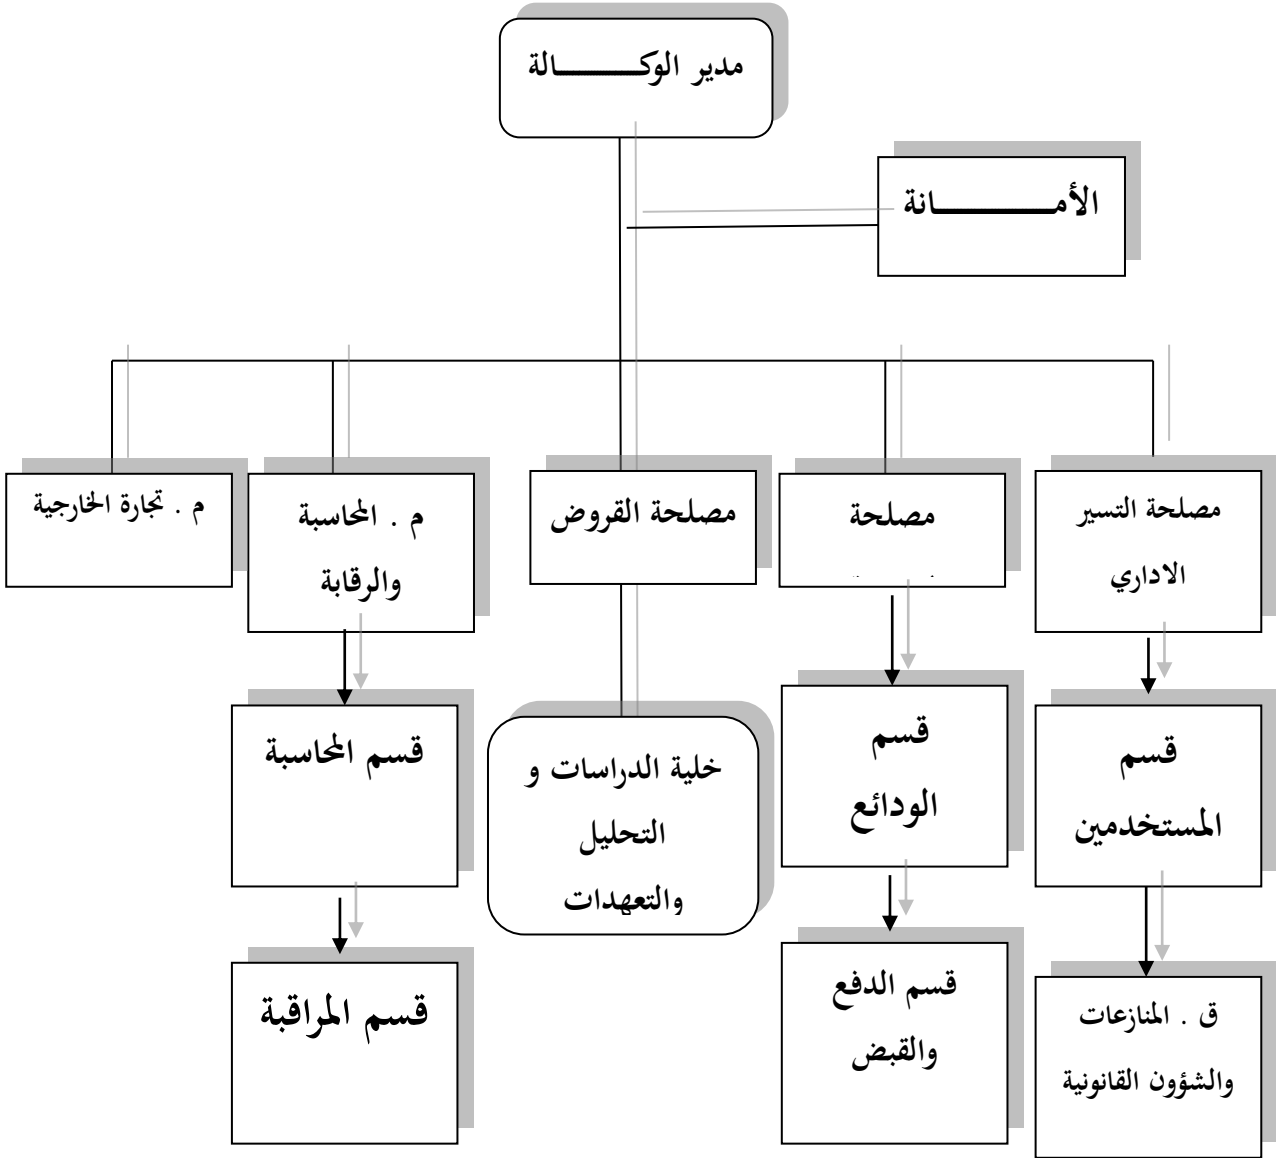 مدير الوكـــــــالة
الأمـــــــــانة
مصلحة التسير
الاداري
مصلحة
مصلحة القروض
م . المحاسبة
والرقابة
م . تجارة الخارجية
قسم
المستخدمين
قسم
الودائع
خلية الدراسات و
التحليل
والتعهدات
قسم المحاسبة
ق . المنازعات
والشؤون القانونية
قسم الدفع
والقبض
قسم المراقبة